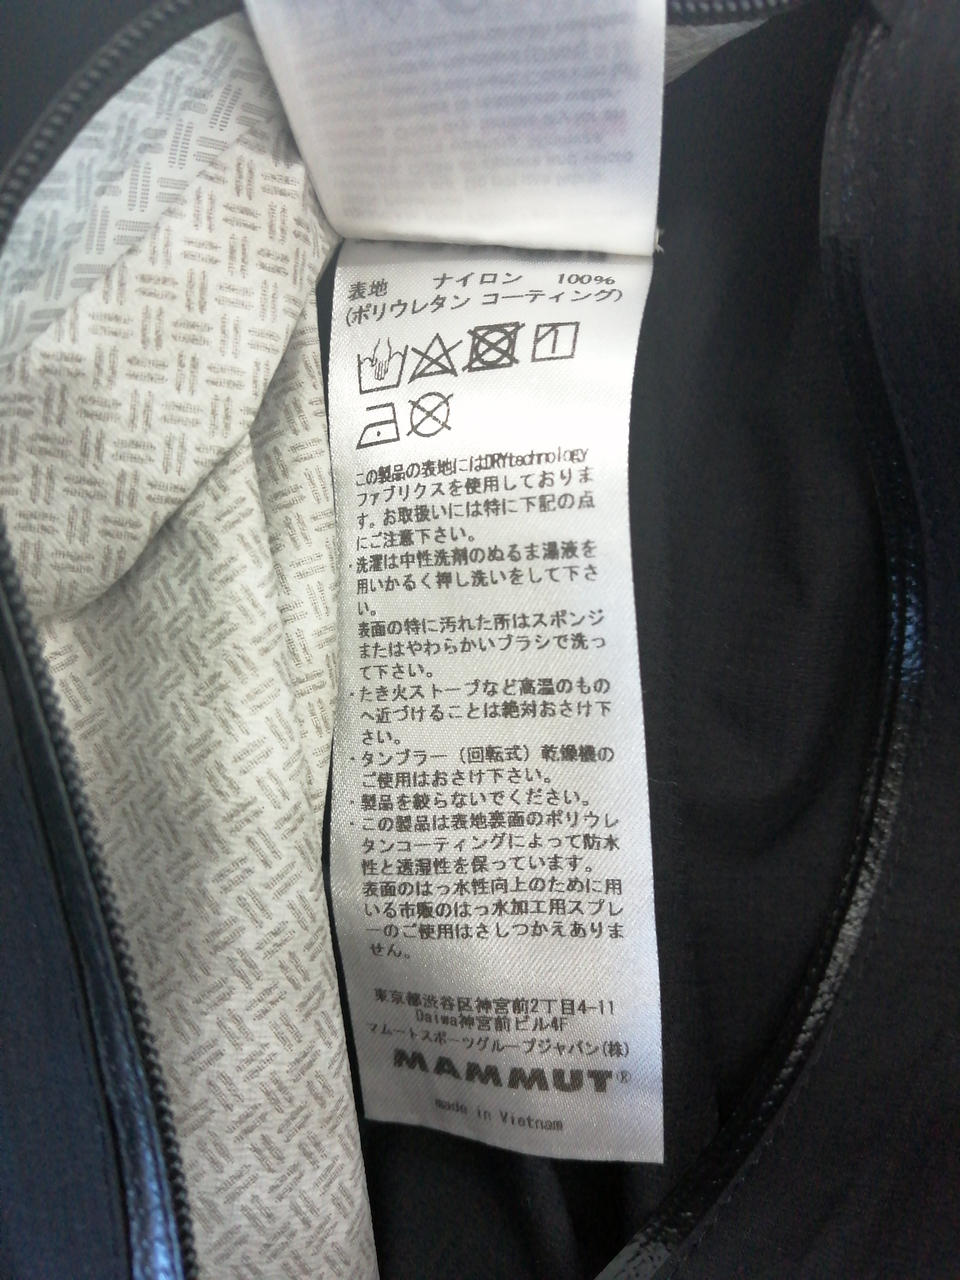 表地 ナイロン 100%
(ポリウレタン コーティング)
この製品の表地にはDRYtechnology
ファブリクスを使用しておりま
す。お取扱いには特に下記の点
にご注意下さい。
・洗濯は中性洗剤のぬるま湯液を
用いかるく押し洗いをして下さ
い。
表面の特に汚れた所はスポンジ
またはやわらかいブラシで洗っ
て下さい。
・たき火ストーブなど高温のもの
へ近づけることは絶対おさけ下
さい。
・タンブラー（回転式）乾燥機の
ご使用はおさけ下さい。
・製品を絞らないでください。
・この製品は表地裏面のポリウレ
タンコーティングによって防水
性と透湿性を保っています。
表面のはっ水性向上のために用
いる市販のはっ水加工用スプレ
ーのご使用はさしつかえありま
せん。
東京都渋谷区神宮前2丁目4-11
Daiwa神宮前ビル4F
マムートスポーツグループジャパン(株)
MAMMUT®
made in Vietnam